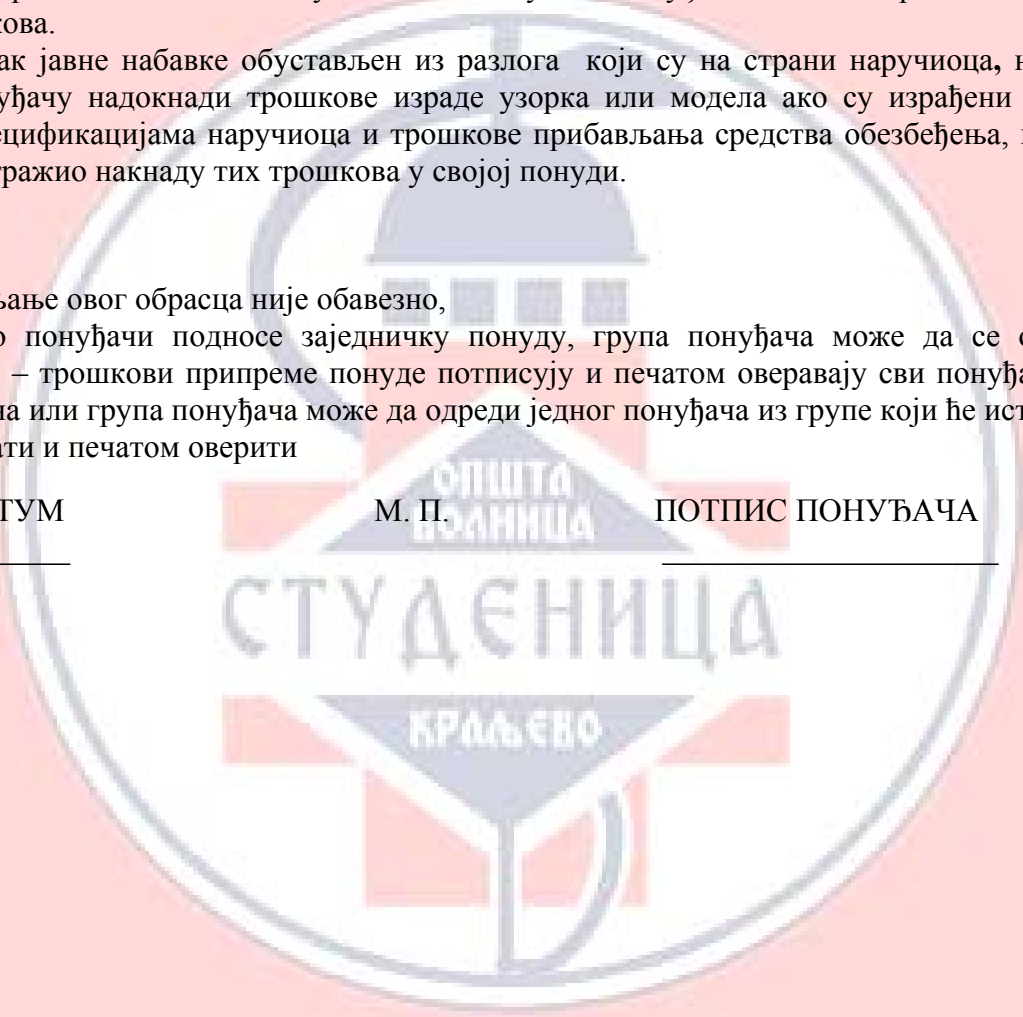 кова.
ак јавне набавке обустављен из разлога који су на страни наручиоца,
уђачу надокнади трошкове израде узорка или модела ако су израђени
ецификацијама наручиоца и трошкове прибављања средства обезбеђења,
тражио накнаду тих трошкова у својој понуди.
ање овог обрасца није обавезно,
понуђачи подносе заједничку понуду, група понуђача може да се
– трошкови припреме понуде потписују и печатом оверавају сви понуђа
на или група понуђача може да одреди једног понуђача из групе који ће ист
ати и печатом оверити
ТУМ М. П. ПОТПИС ПОНУЂАЧА
ОПШТА
БОЛНИЦА
СТУДЕНИЦА
КРАЉЕВО